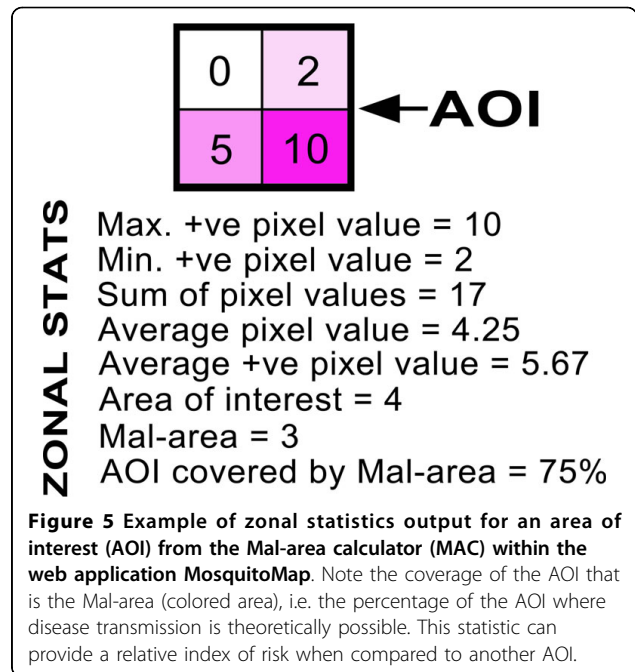 0 2
AOI
5 10
ZONAL STATS
Max. +ve pixel value = 10
Min. +ve pixel value = 2
Sum of pixel values = 17
Average pixel value = 4.25
Average +ve pixel value = 5.67
Area of interest = 4
Mal-area = 3
AOI covered by Mal-area = 75%
Figure 5 Example of zonal statistics output for an area of
interest (AOI) from the Mal-area calculator (MAC) within the
web application MosquitoMap. Note the coverage of the AOI that
is the Mal-area (colored area), i.e. the percentage of the AOI where
disease transmission is theoretically possible. This statistic can
provide a relative index of risk when compared to another AOI.